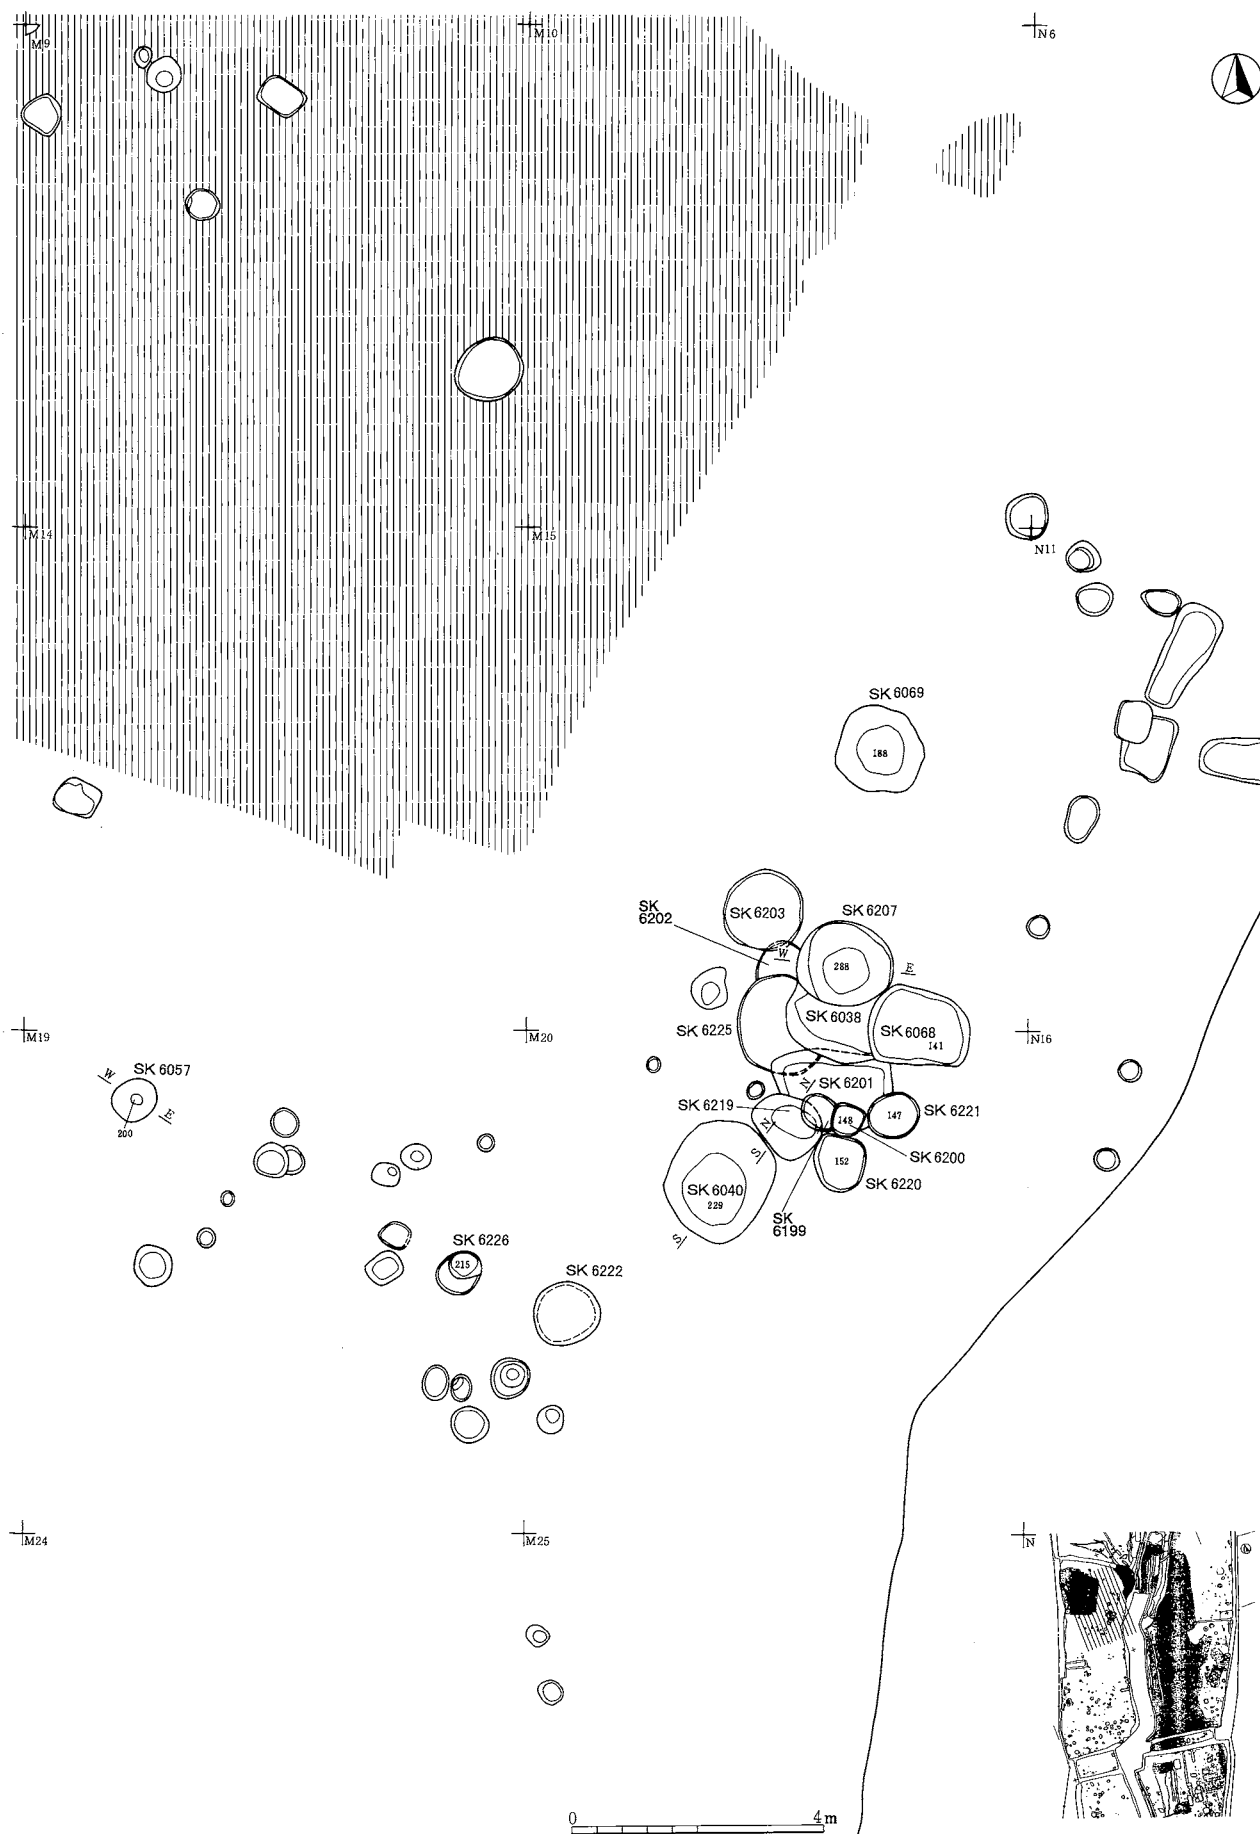 M9
M10
N6
M14
M15
N11
SK 6069
188
SK
6202
SK 6203
SK 6207
W
288
E
SK 6225
SK 6038
SK 6068
141
M19
M20
N16
W
SK 6057
E
200
SK 6201
N
SK 6219
N
148
147
SK 6221
S
152
SK 6200
SK 6220
SK 6040
229
SK
6199
S
SK 6226
215
SK 6222
M24
M25
N
0
4m